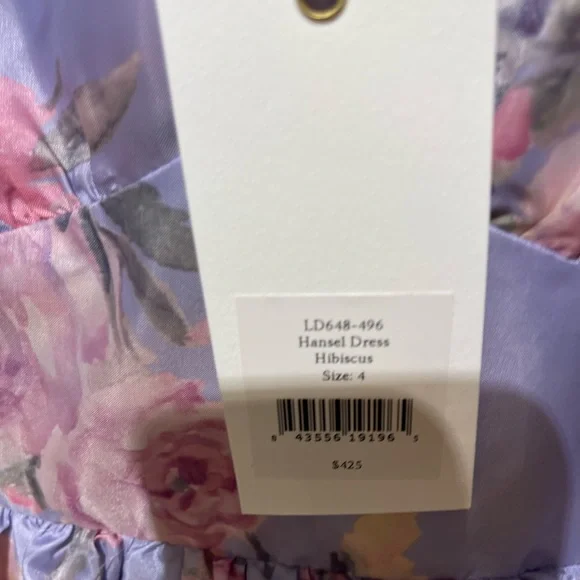 LD648-496
Hansel Dress
Hibiscus
Size: 4
8 43556 19196 5
$425